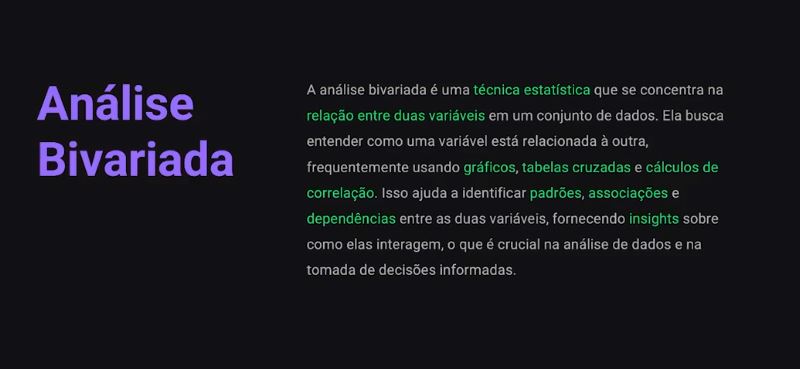 Análise
Bivariada
A análise bivariada é uma técnica estatística que se concentra na
relação entre duas variáveis em um conjunto de dados. Ela busca
entender como uma variável está relacionada à outra,
frequentemente usando gráficos, tabelas cruzadas e cálculos de
correlação. Isso ajuda a identificar padrões, associações e
dependências entre as duas variáveis, fornecendo insights sobre
como elas interagem, o que é crucial na análise de dados e na
tomada de decisões informadas.